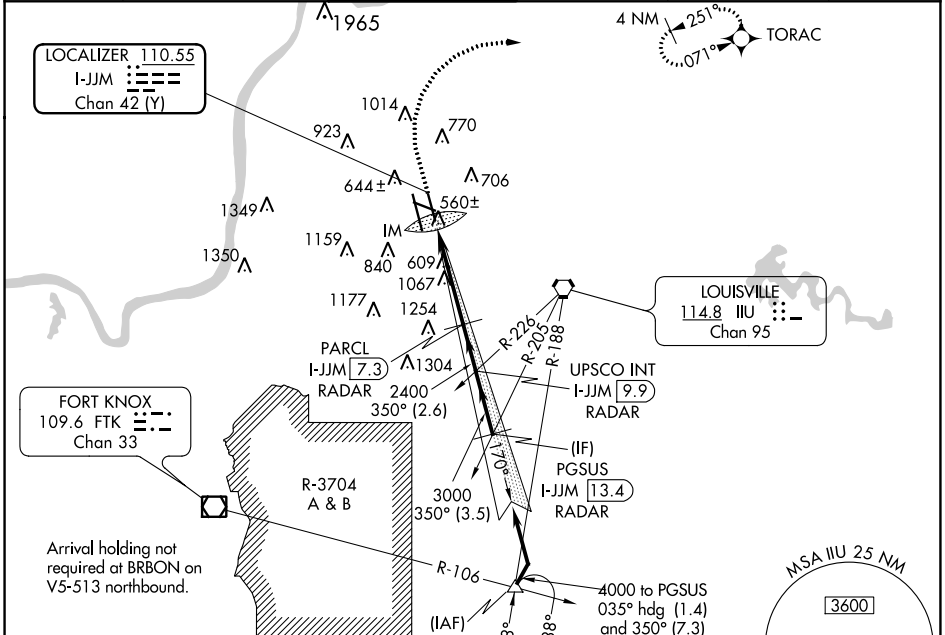 1965
4 NM
251°
071°
TORAC
LOCALIZER 110.55
I-JJM
Chan 42 (Y)
1014
923
770
644±
706
1349
560±
IM
1159
1350
840
609
1067
1177
1254
LOUISVILLE
114.8 IIU
Chan 95
R-226
R-205
R-188
PARCL
I-JJM 7.3
RADAR
1304
2400
350° (2.6)
UPSCO INT
I-JJM 9.9
RADAR
FORT KNOX
109.6 FTK
Chan 33
(IF)
PGSUS
I-JJM 13.4
RADAR
170°
R-3704
A & B
3000
350° (3.5)
Arrival holding not
required at BRBON on
V5-513 northbound.
R-106
(IAF)
4000 to PGSUS
035° hdg (1.4)
and 350° (7.3)
MSA IIU 25 NM
3600